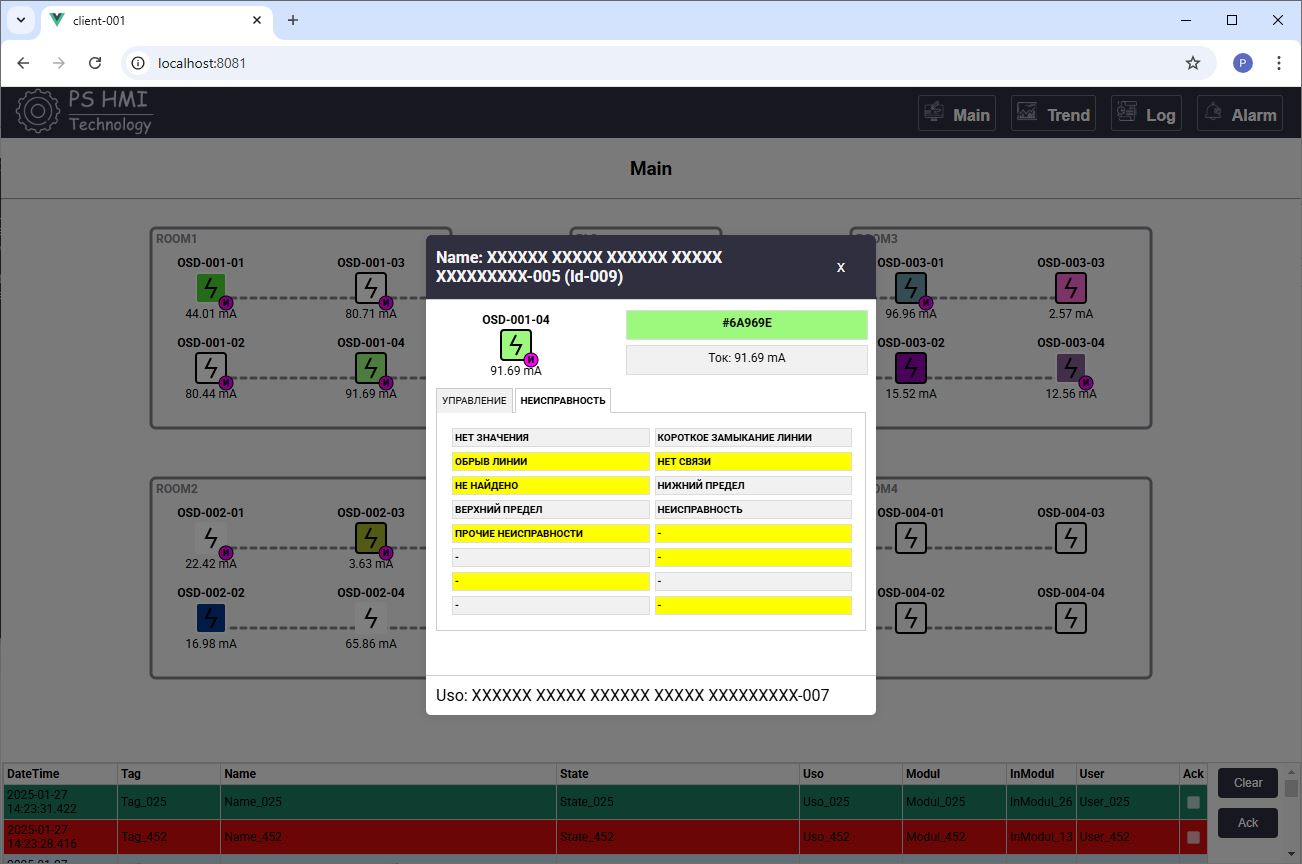 client-001
localhost:8081
P
PS HMI
Technology
Main
Trend
Log
Alarm
Main
ROOM1
OSD-001-01
44.01 mA
OSD-001-03
80.71 mA
OSD-001-02
80.44 mA
OSD-001-04
91.69 mA
OSD-003-01
96.96 mA
OSD-003-03
2.57 mA
OSD-003-02
15.52 mA
OSD-003-04
12.56 mA
Name: XXXXXX XXXXX XXXXXX XXXXX
XXXXXXXXX-005 (Id-009)
x
OSD-001-04
И
91.69 mA
#6A969E
Ток: 91.69 mA
УПРАВЛЕНИЕ
НЕИСПРАВНОСТЬ
НЕТ ЗНАЧЕНИЯ
КОРОТКОЕ ЗАМЫКАНИЕ ЛИНИИ
ОБРЫВ ЛИНИИ
НЕТ СВЯЗИ
НЕ НАЙДЕНО
НИЖНИЙ ПРЕДЕЛ
ВЕРХНИЙ ПРЕДЕЛ
НЕИСПРАВНОСТЬ
ПРОЧИЕ НЕИСПРАВНОСТИ
-
-
-
-
-
-
-
Uso: XXXXXX XXXXX XXXXXX XXXXX XXXXXXXXX-007
ROOM2
OSD-002-01
22.42 mA
OSD-002-03
3.63 mA
OSD-002-02
16.98 mA
OSD-002-04
65.86 mA
OSD-004-01
OSD-004-03
OSD-004-02
OSD-004-04
DateTime Tag Name State Uso Modul InModul User Ack
2025-01-27
14:23:31.422
Tag_025 Name_025 State_025 Uso_025 Modul_025 InModul_26 User_025
2025-01-27
14:23:28.416
Tag_452 Name_452 State_452 Uso_452 Modul_452 InModul_13 User_452
Clear
Ack